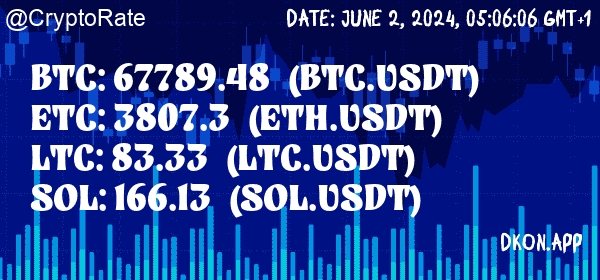 @CryptoRate
DATE: JUNE 2, 2024, 05:06:06 GMT+1
BTC: 67789.48 (BTC.USDT)
ETC: 3807.3 (ETH.USDT)
LTC: 83.33 (LTC.USDT)
SOL: 166.13 (SOL.USDT)
DKON.APP